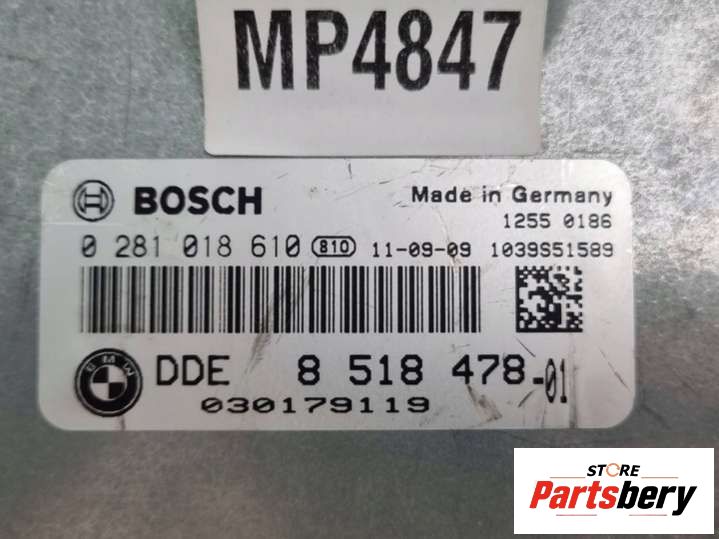 MP4847
BOSCH
Made in Germany
1255 0186
0 281 018 610 810 11-09-09 1039S51589
BMW
DDE 8 518 478-01
030179119
STORE
Partsbery